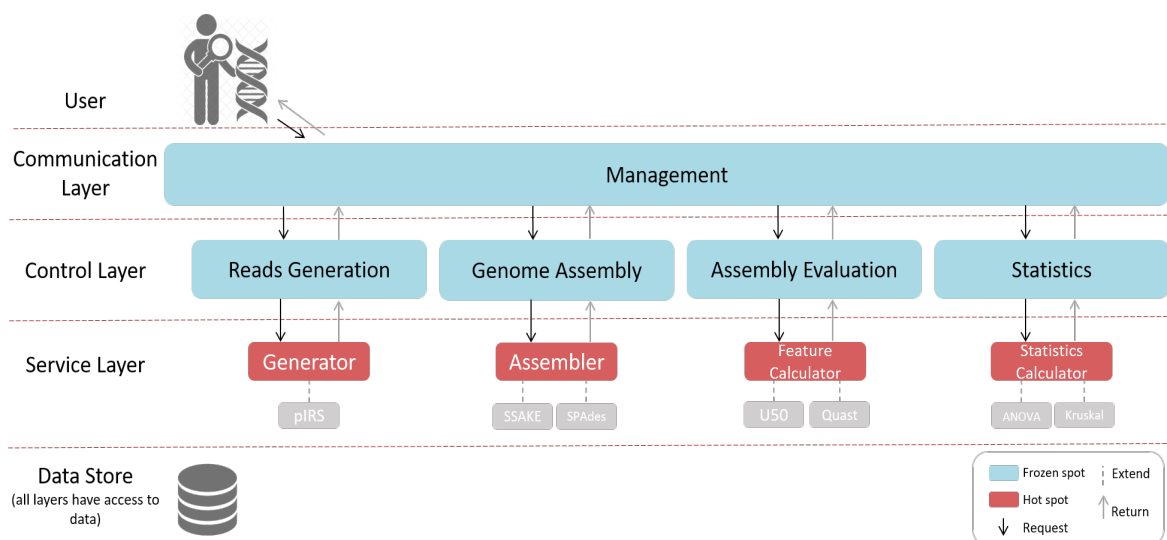 User
Communication
Layer
Management
Control Layer
Reads Generation
Genome Assembly
Assembly Evaluation
Statistics
Service Layer
Generator
Assembler
Feature
Calculator
Statistics
Calculator
pIRS
SSAKE
SPAdes
U50
Quast
ANOVA
Kruskal
Data Store
(all layers have access to
data)
Frozen spot
Extend
Hot spot
Return
Request